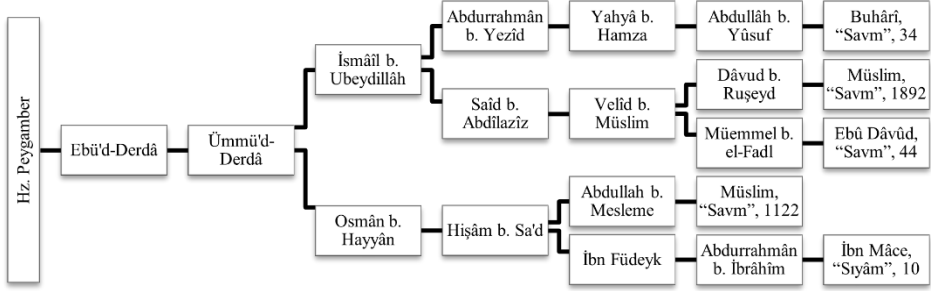 Hz. Peygamber
Ebü'd-Derdâ
Ümmü'd-
Derdâ
İsmâîl b.
Ubeydillâh
Abdurrahmân
b. Yezîd
Yahyâ b.
Hamza
Abdullâh b.
Yûsuf
Buhârî,
“Savm”, 34
Saîd b.
Abdîlazîz
Velîd b.
Müslim
Dâvud b.
Ruşeyd
Müslim,
“Savm”, 1892
Müemmel b.
el-Fadl
Ebû Dâvûd,
“Savm”, 44
Osmân b.
Hayyân
Hişâm b. Sa'd
Abdullah b.
Mesleme
Müslim,
“Savm”, 1122
İbn Füdeyk
Abdurrahmân
b. İbrâhîm
İbn Mâce,
“Sıyâm”, 10